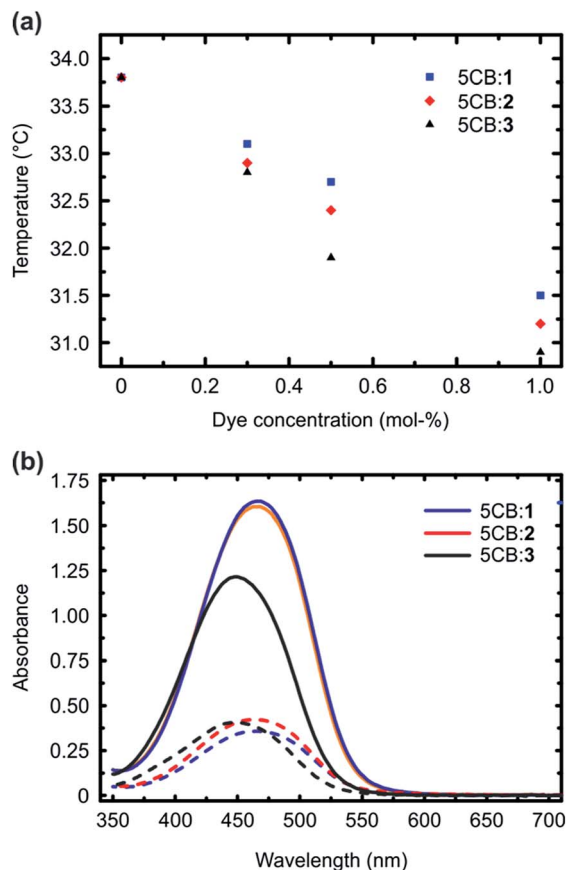 (a)
34.0
33.5
33.0
32.5
32.0
31.5
31.0
Temperature (°C)
5CB:1
5CB:2
5CB:3
0 0.2 0.4 0.6 0.8 1.0
Dye concentration (mol-%)
(b)
1.75
1.50
1.25
1.00
0.75
0.50
0.25
0
Absorbance
5CB:1
5CB:2
5CB:3
350 400 450 500 550 600 650 700
Wavelength (nm)